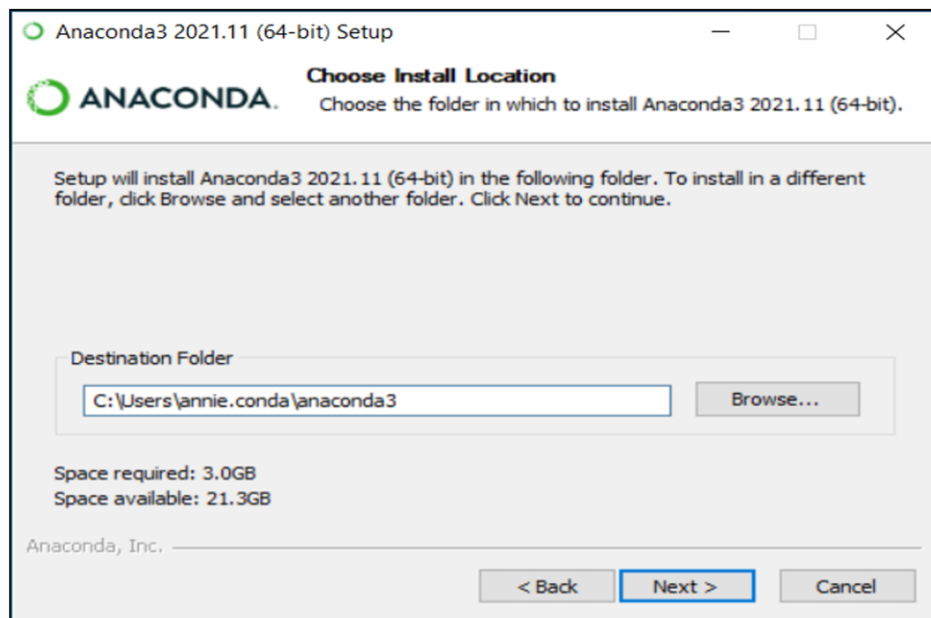 Anaconda3 2021.11 (64-bit) Setup
ANACONDA.
Choose Install Location
Choose the folder in which to install Anaconda3 2021.11 (64-bit).
Setup will install Anaconda3 2021.11 (64-bit) in the following folder. To install in a different
folder, click Browse and select another folder. Click Next to continue.
Destination Folder
C:\Users\annie.conda\anaconda3
Browse...
Space required: 3.0GB
Space available: 21.3GB
Anaconda, Inc.
< Back
Next >
Cancel